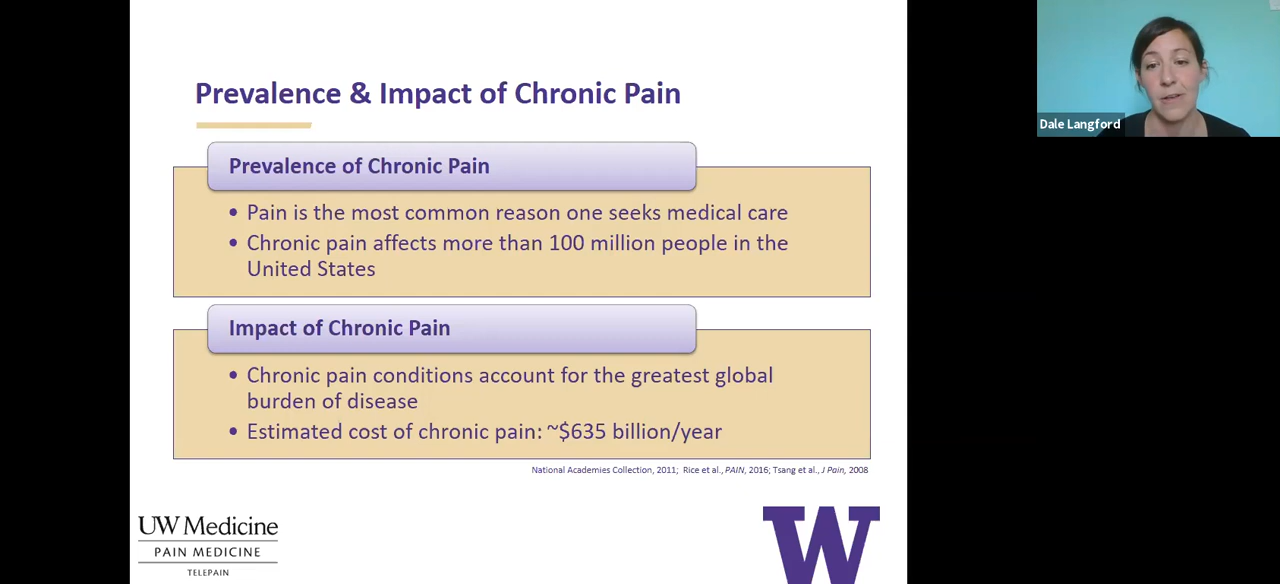 Prevalence & Impact of Chronic Pain
Prevalence of Chronic Pain
• Pain is the most common reason one seeks medical care
• Chronic pain affects more than 100 million people in the
United States
Impact of Chronic Pain
• Chronic pain conditions account for the greatest global
burden of disease
• Estimated cost of chronic pain: ~$635 billion/year
National Academies Collection, 2011; Rice et al., PAIN, 2016; Tsang et al., J Pain, 2008
UW Medicine
PAIN MEDICINE
TELEPAIN
W
Dale Langford